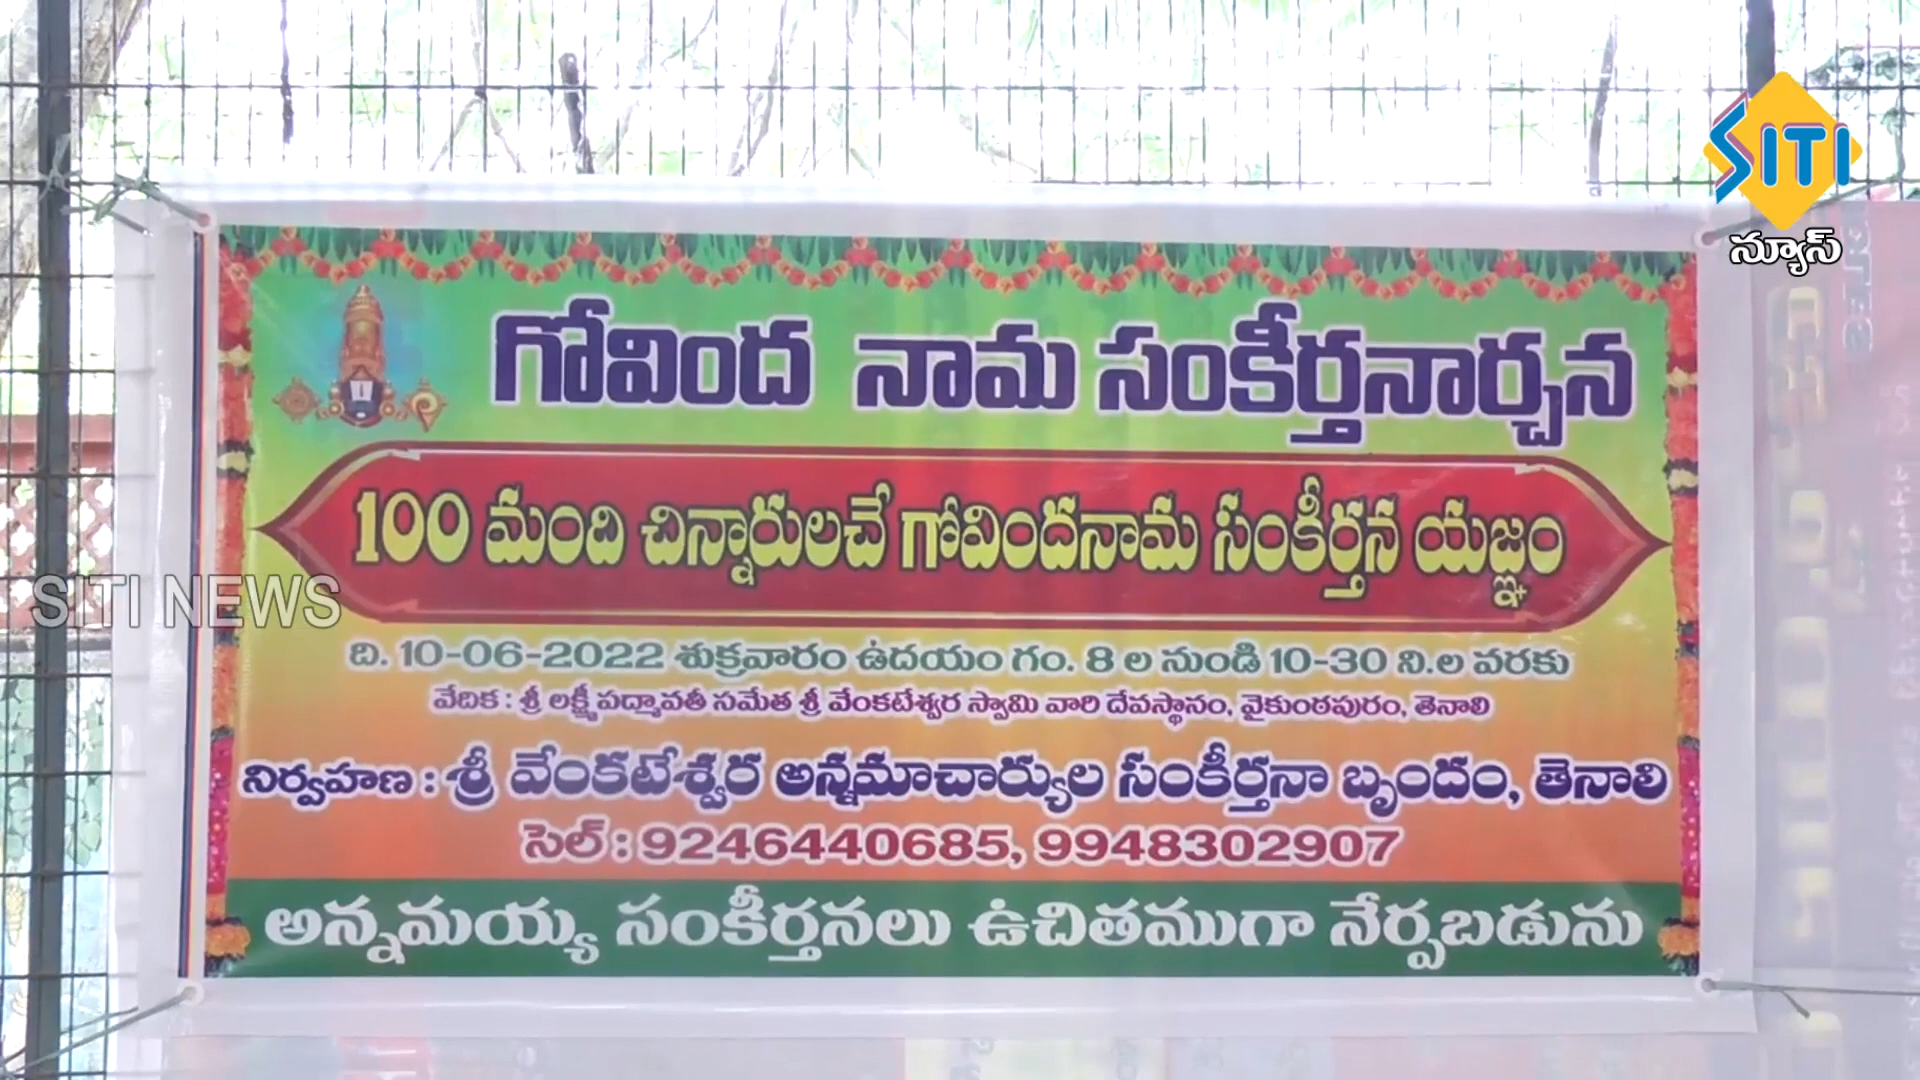 SITI
న్యూస్
గోవింద నామ సంకీర్తనార్చన
100 మంది చిన్నారులచే గోవిందనామ సంకీర్తన యజ్ఞం
SITI NEWS
ది. 10-06-2022 శుక్రవారం ఉదయం గం. 8 ల నుండి 10-30 ని.ల వరకు
వేదిక : శ్రీ లక్ష్మీ పద్మావతీ సమేత శ్రీ వేంకటేశ్వర స్వామి వారి దేవస్థానం, వైకుంఠపురం, తెనాలి
నిర్వహణ : శ్రీ వేంకటేశ్వర అన్నమాచార్యుల సంకీర్తనా బృందం, తెనాలి
సెల్ : 9246440685, 9948302907
అన్నమయ్య సంకీర్తనలు ఉచితముగా నేర్పబడును